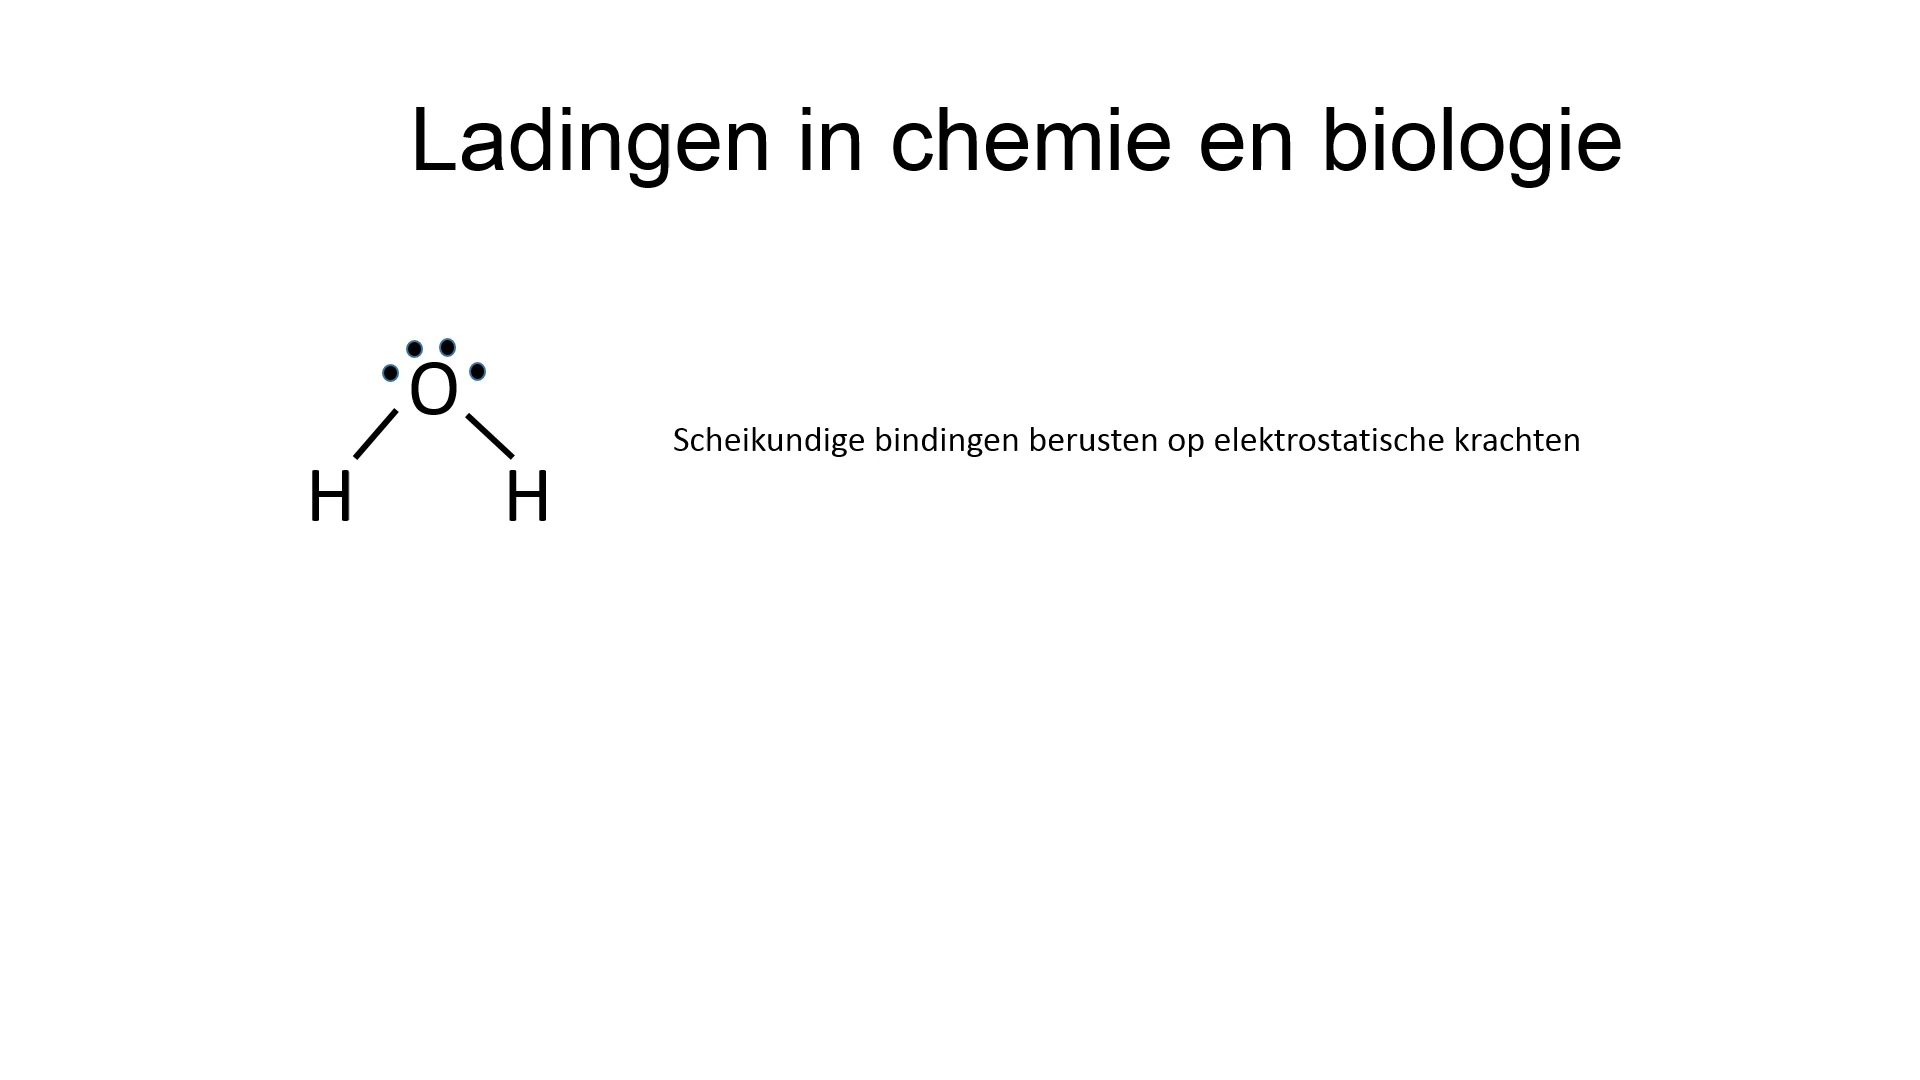 Ladingen in chemie en biologie
O
H H
Scheikundige bindingen berusten op elektrostatische krachten